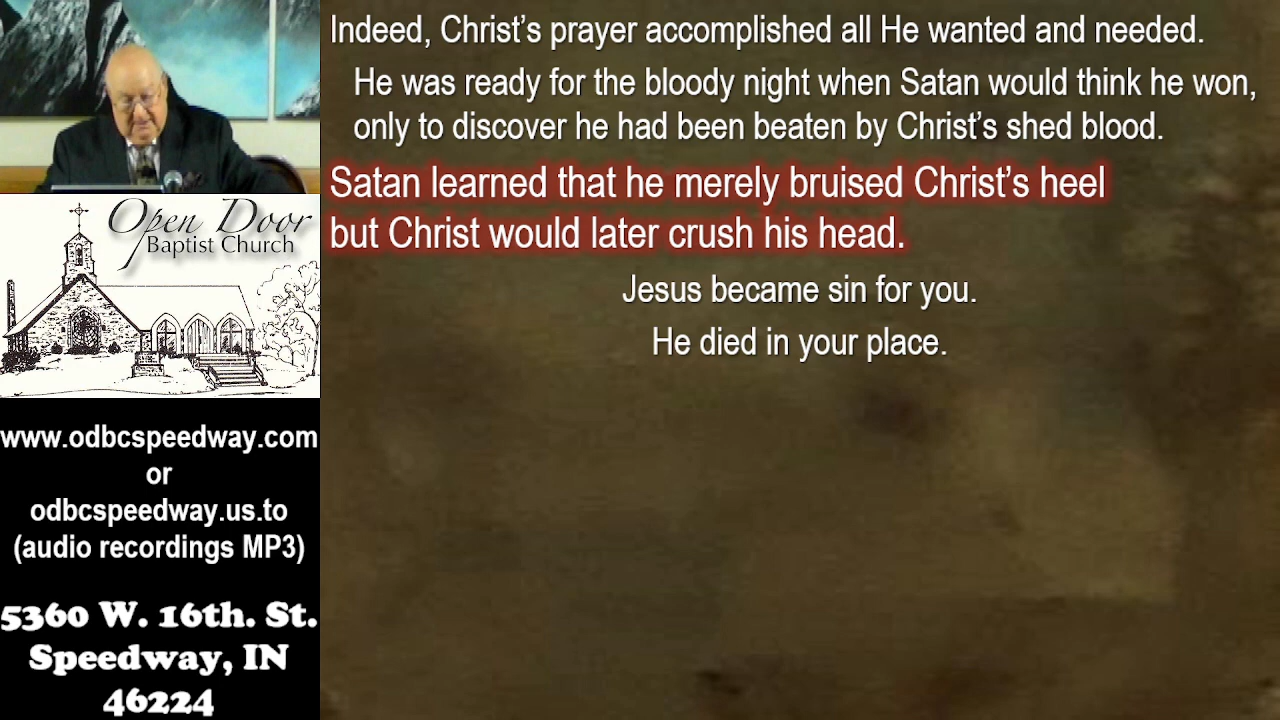 Indeed, Christ's prayer accomplished all He wanted and needed.
He was ready for the bloody night when Satan would think he won,
only to discover he had been beaten by Christ's shed blood.
Satan learned that he merely bruised Christ's heel
but Christ would later crush his head.
Jesus became sin for you.
He died in your place.
Open Door
Baptist Church
www.odbcspeedway.com
or
odbcspeedway.us.to
(audio recordings MP3)
5360 W. 16th. St.
Speedway, IN
46224